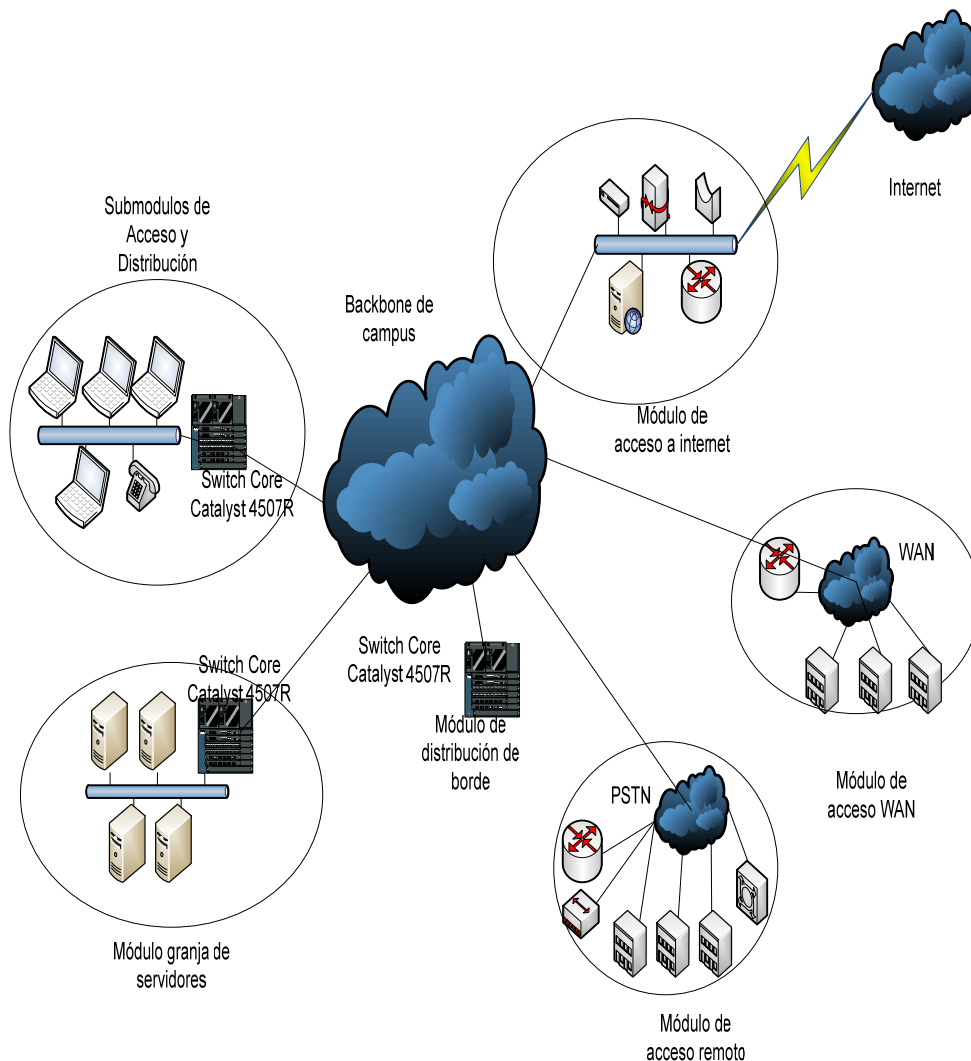 Internet
Submodulos de
Acceso y
Distribución
Backbone de
campus
Módulo de
acceso a internet
Switch Core
Catalyst 4507R
WAN
Switch Core
Catalyst 4507R
Switch Core
Catalyst 4507R
Módulo de
distribución de
borde
Módulo de
acceso WAN
PSTN
Módulo granja de
servidores
Módulo de
acceso remoto